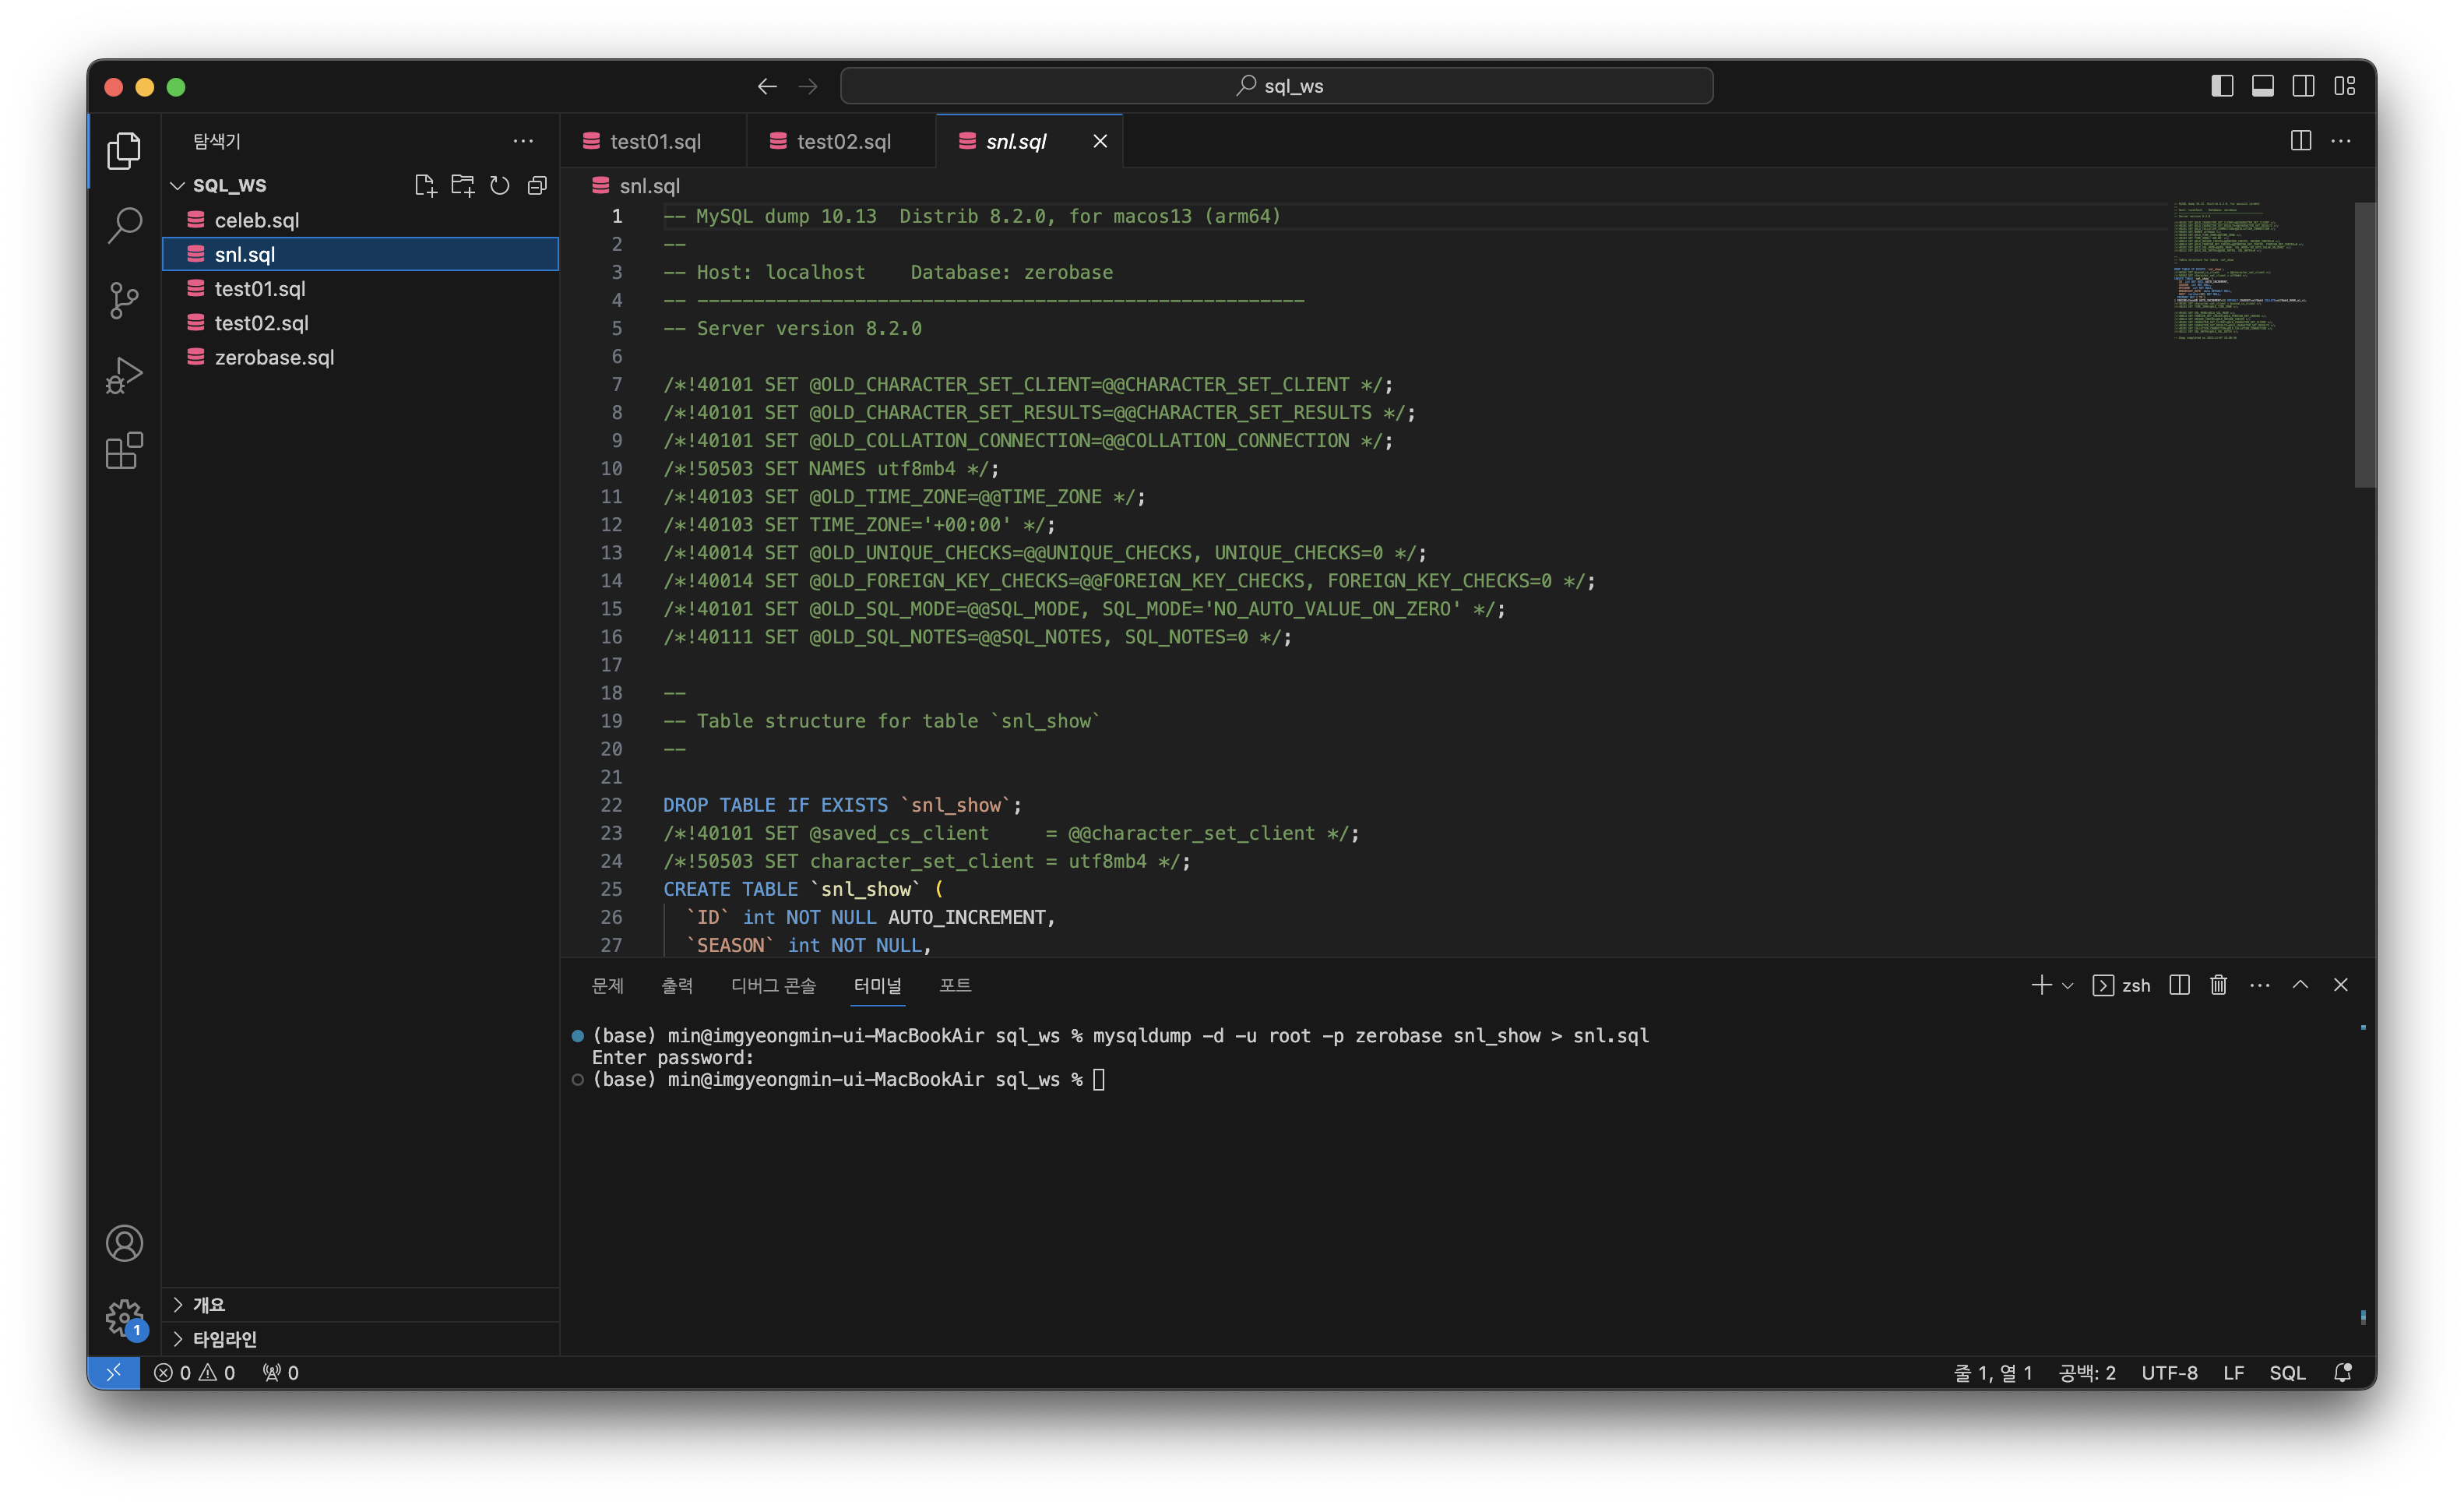 sql_ws
탐색기
SQL_WS
celeb.sql
snl.sql
test01.sql
test02.sql
zerobase.sql
개요
타임라인
test01.sql
test02.sql
snl.sql
snl.sql
1 -- MySQL dump 10.13  Distrib 8.2.0, for macos13 (arm64)
2 --
3 -- Host: localhost    Database: zerobase
4 -- ------------------------------------------------------
5 -- Server version 8.2.0
6
7 /*!40101 SET @OLD_CHARACTER_SET_CLIENT=@@CHARACTER_SET_CLIENT */;
8 /*!40101 SET @OLD_CHARACTER_SET_RESULTS=@@CHARACTER_SET_RESULTS */;
9 /*!40101 SET @OLD_COLLATION_CONNECTION=@@COLLATION_CONNECTION */;
10 /*!50503 SET NAMES utf8mb4 */;
11 /*!40103 SET @OLD_TIME_ZONE=@@TIME_ZONE */;
12 /*!40103 SET TIME_ZONE='+00:00' */;
13 /*!40014 SET @OLD_UNIQUE_CHECKS=@@UNIQUE_CHECKS, UNIQUE_CHECKS=0 */;
14 /*!40014 SET @OLD_FOREIGN_KEY_CHECKS=@@FOREIGN_KEY_CHECKS, FOREIGN_KEY_CHECKS=0 */;
15 /*!40101 SET @OLD_SQL_MODE=@@SQL_MODE, SQL_MODE='NO_AUTO_VALUE_ON_ZERO' */;
16 /*!40111 SET @OLD_SQL_NOTES=@@SQL_NOTES, SQL_NOTES=0 */;
17
18 --
19 -- Table structure for table `snl_show`
20 --
21
22 DROP TABLE IF EXISTS `snl_show`;
23 /*!40101 SET @saved_cs_client     = @@character_set_client */;
24 /*!50503 SET character_set_client = utf8mb4 */;
25 CREATE TABLE `snl_show` (
26   `ID` int NOT NULL AUTO_INCREMENT,
27   `SEASON` int NOT NULL,
문제 출력 디버그 콘솔 터미널 포트
zsh
(base) min@imgyeongmin-ui-MacBookAir sql_ws % mysqldump -d -u root -p zerobase snl_show > snl.sql
Enter password:
(base) min@imgyeongmin-ui-MacBookAir sql_ws %
1
0 0 0
줄 1, 열 1 공백: 2 UTF-8 LF SQL